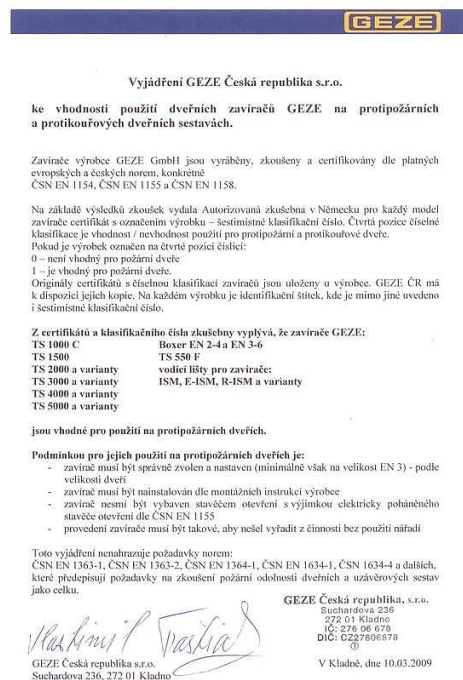 GEZE
Vyjádření GEZE Česká republika s.r.o.
ke vhodnosti použití dveřních zavíračů GEZE na protipožárních
a protikouřových dveřních sestavách.
Zavírače výrobce GEZE GmbH jsou vyráběny, zkoušeny a certifikovány dle platných
evropských a českých norem, konkrétně
ČSN EN 1154, ČSN EN 1155 a ČSN EN 1158.
Na základě výsledků zkoušek vydala Autorizovaná zkušebna v Německu pro každý model
zavírače certifikát s označením výrobku – šestimístné klasifikační číslo. Čtvrtá pozice číselné
klasifikace je vhodnost / nevhodnost použití pro protipožární a protikouřové dveře.
Pokud je výrobek označen na čtvrté pozici číslicí:
0 – není vhodný pro požární dveře
1 – je vhodný pro požární dveře.
Originály certifikátů s číselnou klasifikací zavíračů jsou uloženy u výrobce. GEZE ČR má
k dispozici jejich kopie. Na každém výrobku je identifikační štítek, kde je mimo jiné uvedeno
i šestimístné klasifikační číslo.
Z certifikátů a klasifikačního čísla zkušebny vyplývá, že zavírače GEZE:
TS 1000 C Boxer EN 2-4 a EN 3-6
TS 1500 TS 550 F
TS 2000 a varianty vodící lišty pro zavírače:
TS 3000 a varianty ISM, E-ISM, R-ISM a varianty
TS 4000 a varianty
TS 5000 a varianty
jsou vhodné pro použití na protipožárních dveřích.
Podmínkou pro jejich použití na protipožárních dveřích je:
- zavírač musí být správně zvolen a nastaven (minimálně však na velikost EN 3) - podle
velikosti dveří
- zavírač musí být nainstalován dle montážních instrukcí výrobce
- zavírač nesmí být vybaven stavěčem otevření s výjimkou elektricky poháněného
stavěče otevření dle ČSN EN 1155
- provedení zavírače musí být takové, aby nešel vyřadit z činnosti bez použití nářadí
Toto vyjádření nenahrazuje požadavky norem:
ČSN EN 1363-1, ČSN EN 1363-2, ČSN EN 1364-1, ČSN EN 1634-1, ČSN 1634-4 a dalších,
které předepisují požadavky na zkoušení požární odolnosti dveřních a uzávěrových sestav
jako celku.
GEZE Česká republika, s.r.o.
Suchardova 236
272 01 Kladno
IČ: 276 06 678
DIČ: CZ27606678
①
GEZE Česká republika s.r.o.
Suchardova 236, 272 01 Kladno
V Kladně, dne 10.03.2009